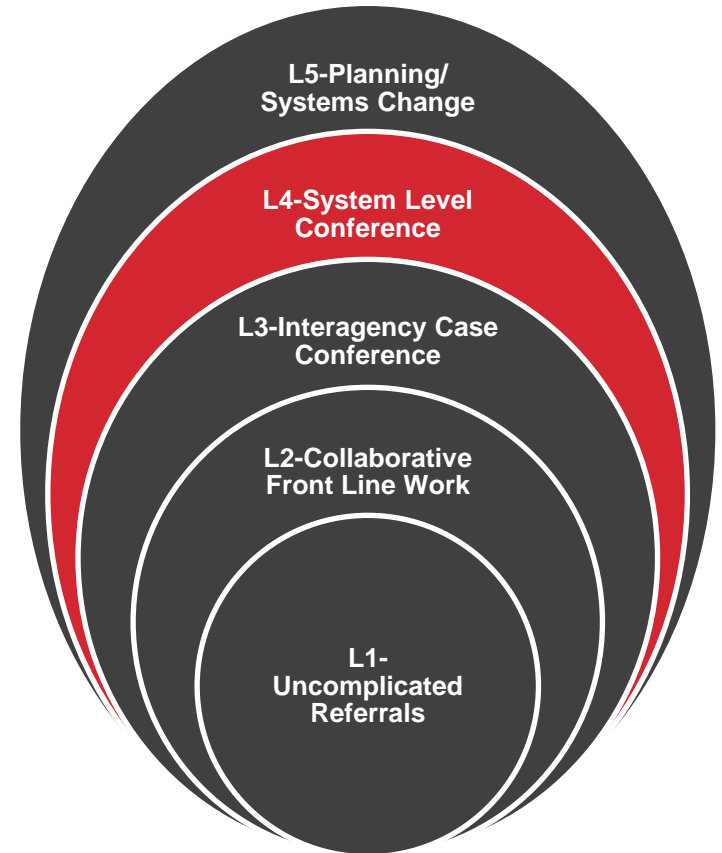 L5-Planning/
Systems Change
L4-System Level
Conference
L3-Interagency Case
Conference
L2-Collaborative
Front Line Work
L1-
Uncomplicated
Referrals